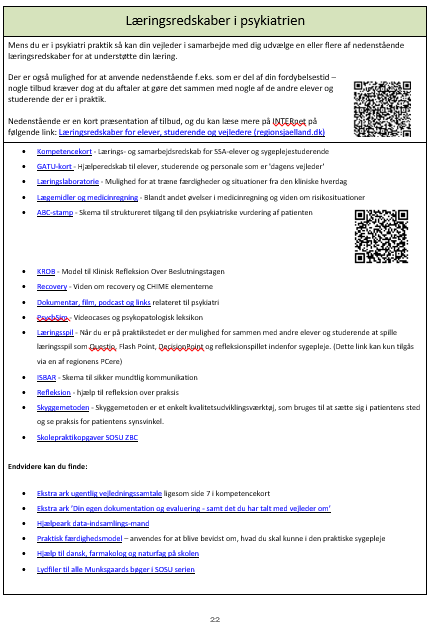 Læringsredskaber i psykiatrien
Mens du er i psykiatri praktik så kan din vejleder i samarbejde med dig udvælge en eller flere af nedenstående
læringsredskaber for at understøtte din læring.
Der er også mulighed for at anvende nedenstående f.eks. som er del af din fordybelsestid –
nogle tilbud kræver dog at du aftaler at gøre det sammen med nogle af de andre elever og
studerende der er i praktik.
Nedenstående er en kort præsentation af tilbud, og du kan læse mere på INTERnet på
følgende link: Læringsredskaber for elever, studerende og vejledere (regionsjaelland.dk)
• Kompetencekort - Lærings- og samarbejdsredskab for SSA-elever og sygeplejestuderende
• GATU-kort - Hjælperedskab til elever, studerende og personale som er 'dagens vejleder'
• Læringslaboratorie - Mulighed for at træne færdigheder og situationer fra den kliniske hverdag
• Lægemidler og medicinregning - Blandt andet øvelser i medicinregning og viden om risikosituationer
• ABC-stamp - Skema til struktureret tilgang til den psykiatriske vurdering af patienten
• KROB - Model til Klinisk Refleksion Over Beslutningstagen
• Recovery - Viden om recovery og CHIME elementerne
• Dokumentar, film, podcast og links relateret til psykiatri
• PsychSim - Videocases og psykopatologisk leksikon
• Læringsspil - Når du er på praktikstedet er der mulighed for sammen med andre elever og studerende at spille
læringsspil som Questio, Flash Point, DecisionPoint og refleksionspillet indenfor sygepleje. (Dette link kan kun tilgås
via en af regionens PCere)
• ISBAR - Skema til sikker mundtlig kommunikation
• Refleksion - hjælp til refleksion over praksis
• Skyggemetoden - Skyggemetoden er et enkelt kvalitetsudviklingsværktøj, som bruges til at sætte sig i patientens sted
og se praksis for patientens synsvinkel.
• Skolepraktikopgaver SOSU ZBC
Endvidere kan du finde:
• Ekstra ark ugentlig vejledningssamtale ligesom side 7 i kompetencekort
• Ekstra ark 'Din egen dokumentation og evaluering - samt det du har talt med vejleder om'
• Hjælpeark data-indsamlings-mand
• Praktisk færdighedsmodel – anvendes for at blive bevidst om, hvad du skal kunne i den praktiske sygepleje
• Hjælp til dansk, farmakolog og naturfag på skolen
• Lydfiler til alle Munksgaards bøger i SOSU serien
22